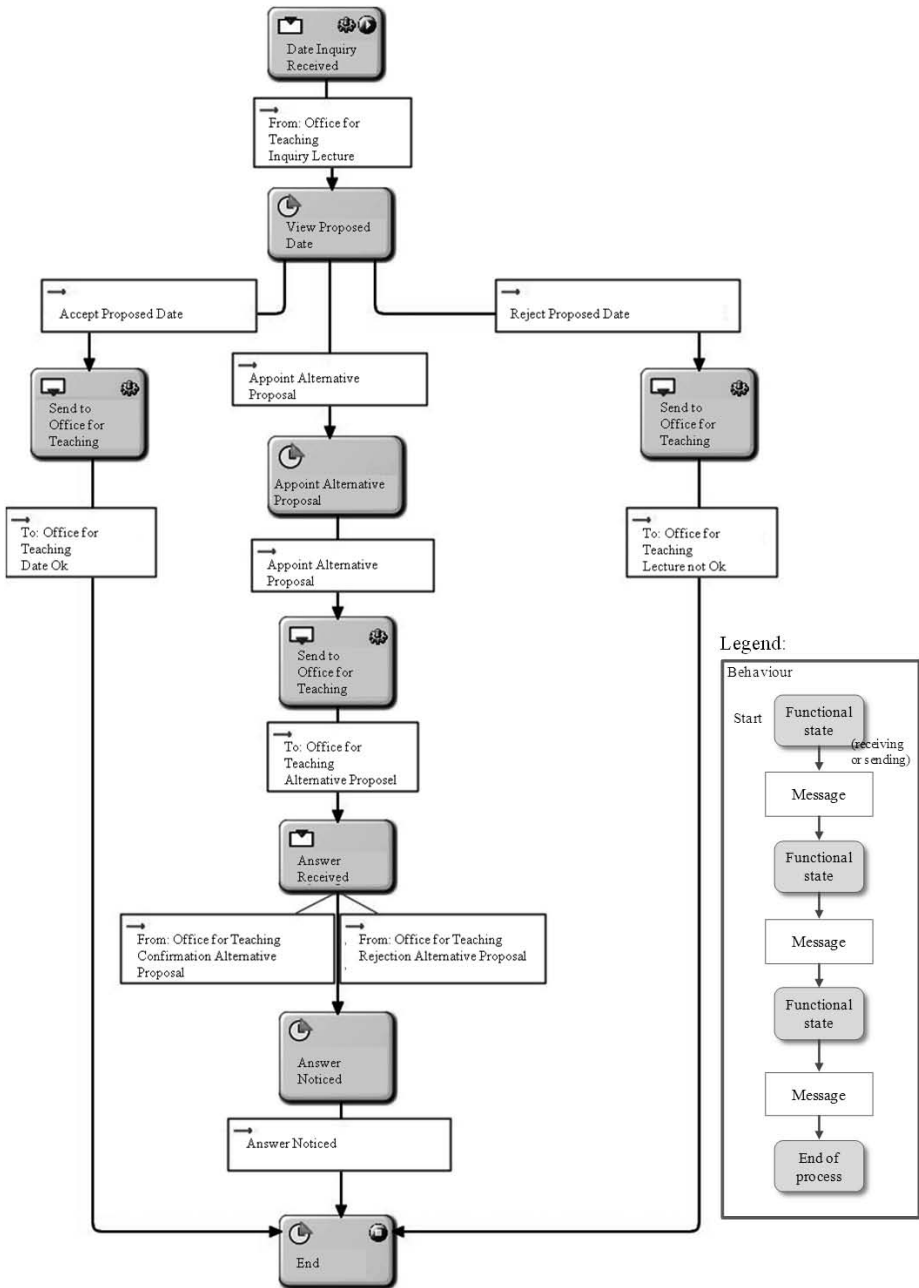 Date Inquiry
Received
From: Office for
Teaching
Inquiry Lecture
View Proposed
Date
Accept Proposed Date
Reject Proposed Date
Appoint Alternative
Proposal
Send to
Office for
Teaching
Send to
Office for
Teaching
Appoint Alternative
Proposal
To: Office for
Teaching
Date Ok
Appoint Alternative
Proposal
To: Office for
Teaching
Lecture not Ok
Send to
Office for
Teaching
To: Office for
Teaching
Alternative Proposel
Answer
Received
From: Office for Teaching
Confirmation Alternative
Proposal
From: Office for Teaching
Rejection Alternative Proposal
Answer
Noticed
Answer Noticed
End
Legend:
Behaviour
Start
Functional
state
(receiving
or sending)
Message
Functional
state
Message
Functional
state
Message
End of
process